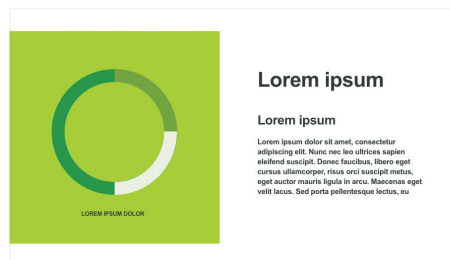 Lorem ipsum
Lorem ipsum
Lorem ipsum dolor sit amet, consectetur
adipiscing elit. Nunc nec leo ultrices sapien
eleifend suscipit. Donec faucibus, libero eget
cursus ullamcorper, risus orci suscipit metus,
eget auctor mauris ligula in arcu. Maecenas eget
velit lacus. Sed porta pellentesque lectus, eu
LOREM IPSUM DOLOR